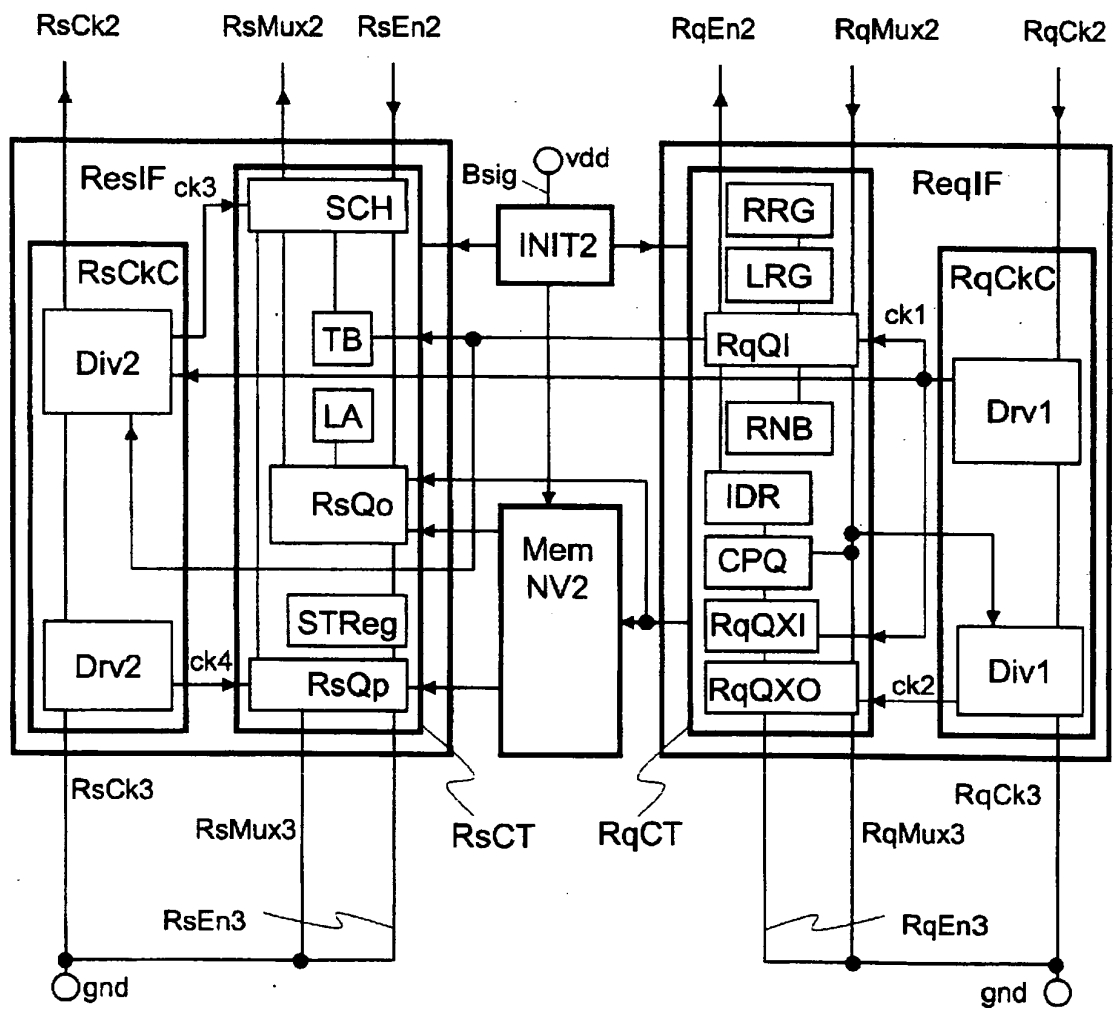 RsCk2
RsMux2
RsEn2
RqEn2
RqMux2
RqCk2
ResIF
ck3
SCH
Bsig
vdd
INIT2
RRG
ReqIF
LRG
RsCkC
RqCkC
Div2
TB
RqQI
ck1
Drv1
LA
RNB
RsQo
IDR
Mem
NV2
CPQ
STReg
RqQXI
Drv2
ck4
RsQp
RqQXO
ck2
Div1
RsCk3
RsMux3
RsCT
RqCT
RqMux3
RqCk3
RsEn3
RqEn3
gnd
gnd